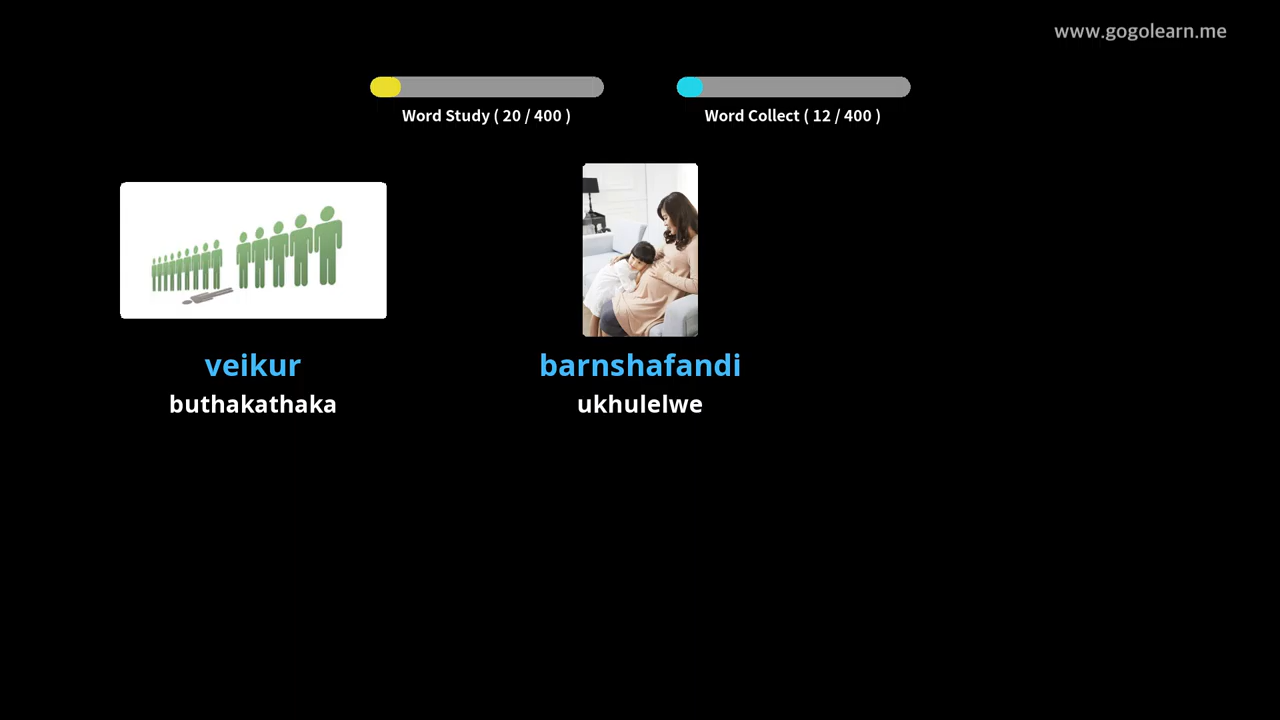 www.gogolearn.me
Word Study ( 20 / 400 )
Word Collect ( 12 / 400 )
veikur
barnshafandi
buthakathaka
ukhulelwe